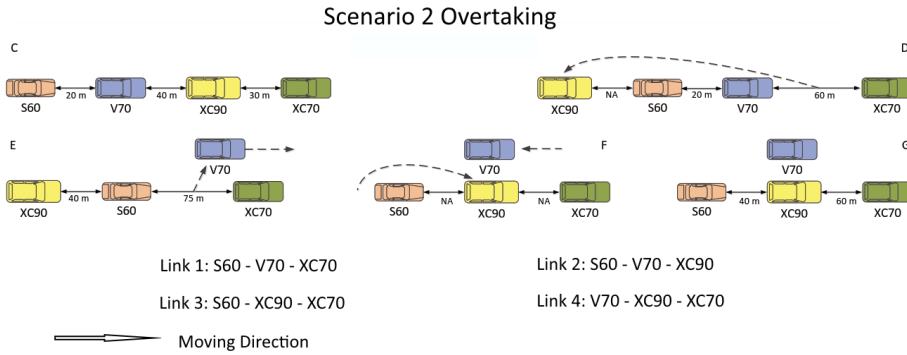 Scenario 2 Overtaking
C
D
20 m
40 m
30 m
NA
20 m
60 m
S60
V70
XC90
XC70
XC90
S60
V70
XC70
E
F
G
V70
V70
V70
40 m
75 m
NA
NA
40 m
60 m
XC90
S60
XC70
S60
XC90
XC70
S60
XC90
XC70
Link 1: S60 - V70 - XC70
Link 2: S60 - V70 - XC90
Link 3: S60 - XC90 - XC70
Link 4: V70 - XC90 - XC70
Moving Direction